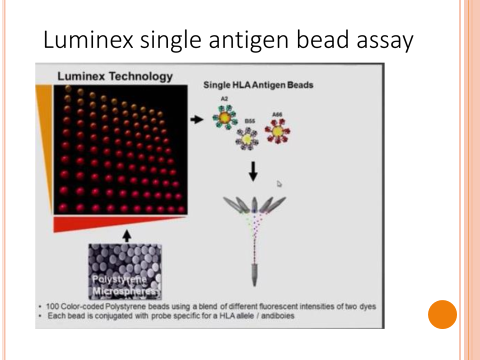 Luminex single antigen bead assay
Luminex Technology
Single HLA Antigen Beads
A2
B55
A66
Polystyrene
Microspheres
• 100 Color-coded Polystyrene beads using a blend of different fluorescent intensities of two dyes
• Each bead is conjugated with probe specific for a HLA allele / andiboies